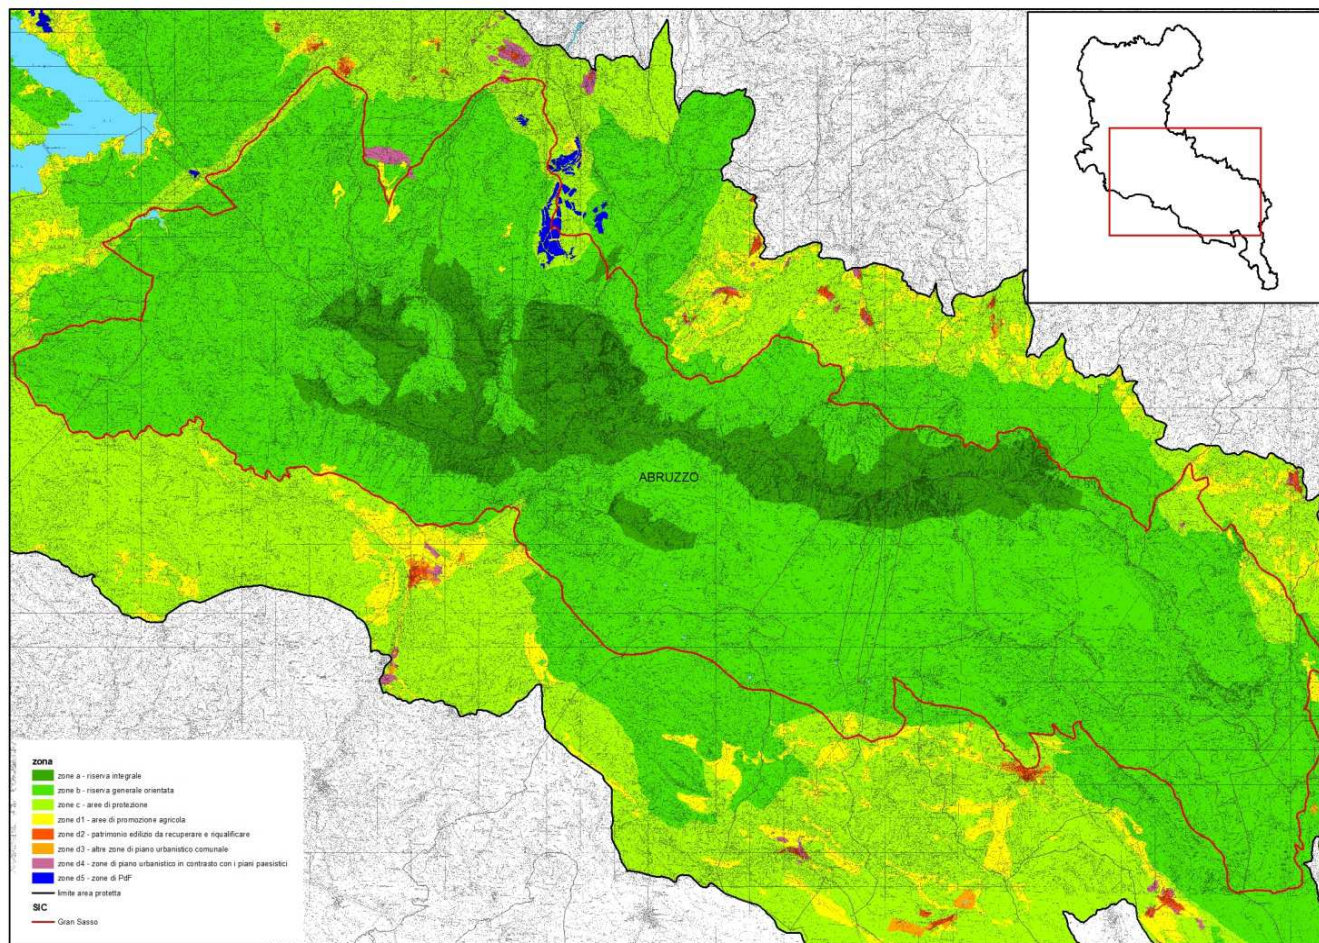 ABRUZZO
zona
zone a - riserva integrale
zone b - riserva generale orientata
zone c - aree di protezione
zone d1 - aree di promozione agricola
zone d2 - patrimonio edilizio da recuperare e riqualificare
zone d3 - altre zone di piano urbanistico comunale
zone d4 - zone di piano urbanistico in contrasto con i piani paesistici
zone d5 - zone di PdF
limite area protetta
SIC
Gran Sasso